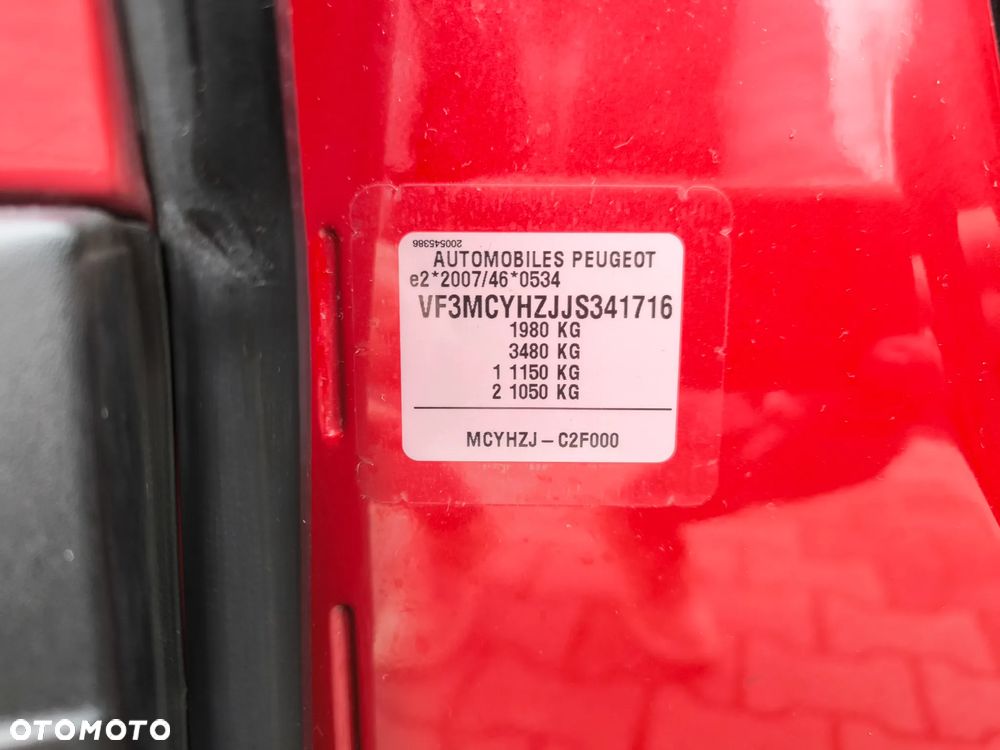 200545386
AUTOMOBILES PEUGEOT
e2*2007/46*0534
VF3MCYHZJJS341716
1980 KG
3480 KG
1 1150 KG
2 1050 KG
MCYHZJ-C2F000
OTOMOTO